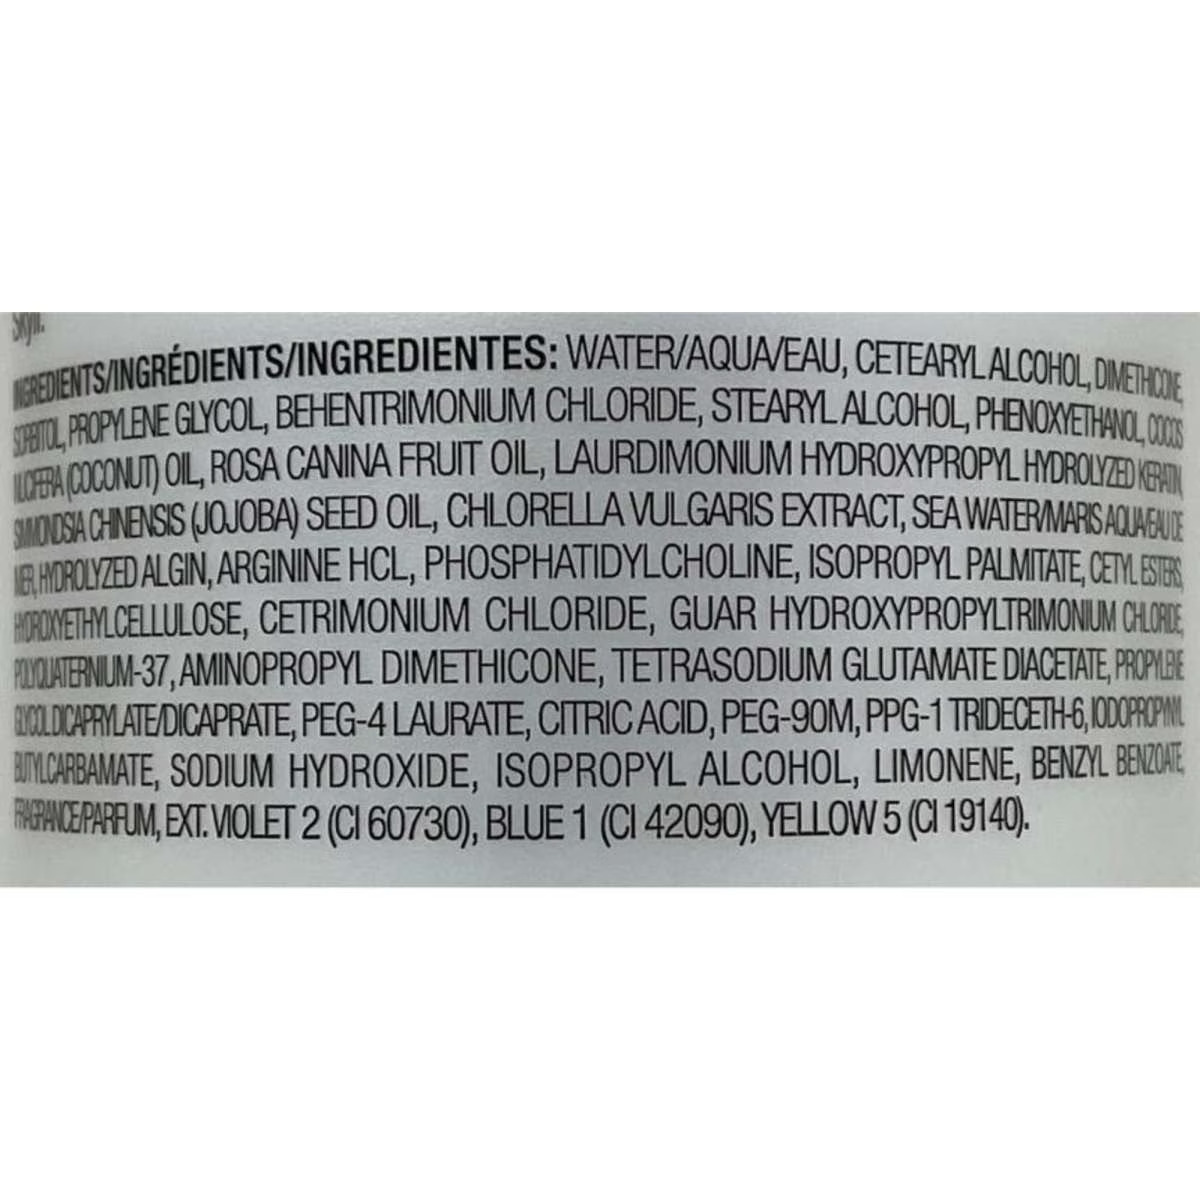 INGREDIENTS/INGRÉDIENTS/INGREDIENTES: WATER/AQUA/EAU, CETEARYL ALCOHOL, DIMETHICONE,
SORBITOL, PROPYLENE GLYCOL, BEHENTRIMONIUM CHLORIDE, STEARYL ALCOHOL, PHENOXYETHANOL, COCOS
NUCIFERA (COCONUT) OIL, ROSA CANINA FRUIT OIL, LAURDIMONIUM HYDROXYPROPYL HYDROLYZED KERATIN,
SIMMONDSIA CHINENSIS (JOJOBA) SEED OIL, CHLORELLA VULGARIS EXTRACT, SEA WATER/MARIS AQUA/EAU DE
MER, HYDROLYZED ALGIN, ARGININE HCL, PHOSPHATIDYLCHOLINE, ISOPROPYL PALMITATE, CETYL ESTERS,
HYDROXYETHYLCELLULOSE, CETRIMONIUM CHLORIDE, GUAR HYDROXYPROPYLTRIMONIUM CHLORIDE,
POLYQUATERNIUM-37, AMINOPROPYL DIMETHICONE, TETRASODIUM GLUTAMATE DIACETATE, PROPYLENE
GLYCOL DICAPRYLATE/DICAPRATE, PEG-4 LAURATE, CITRIC ACID, PEG-90M, PPG-1 TRIDECETH-6, IODOPROPYNYL
BUTYLCARBAMATE, SODIUM HYDROXIDE, ISOPROPYL ALCOHOL, LIMONENE, BENZYL BENZOATE,
FRAGRANCE/PARFUM, EXT. VIOLET 2 (CI 60730), BLUE 1 (CI 42090), YELLOW 5 (CI 19140).